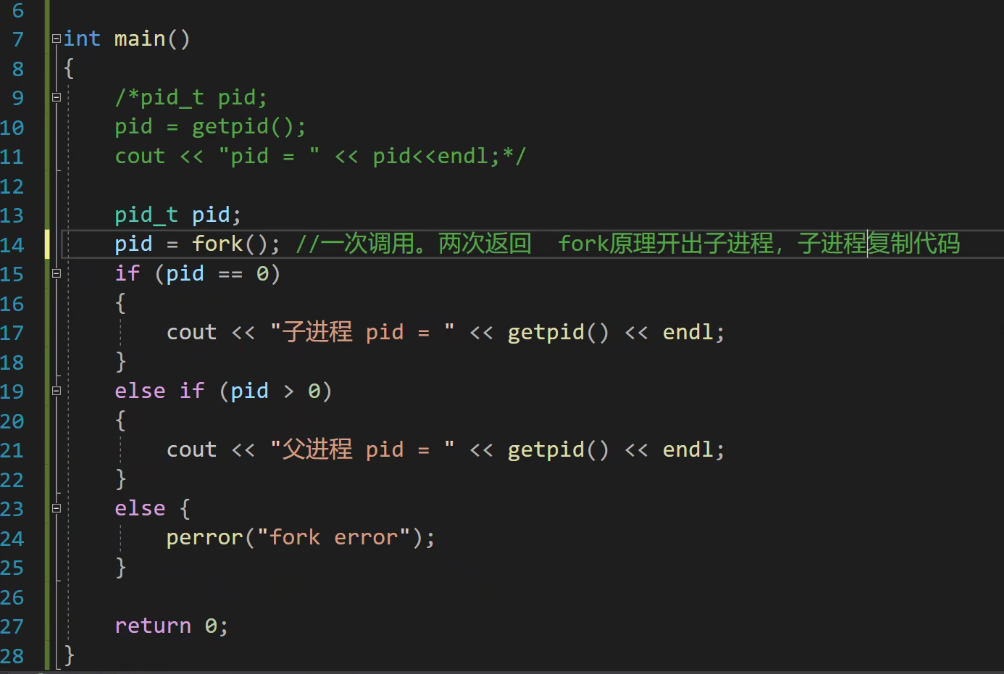 6
7 int main()
8 {
9 /*pid_t pid;
10 pid = getpid();
11 cout << "pid = " << pid<<endl;*/
12
13 pid_t pid;
14 pid = fork(); //一次调用。两次返回 fork原理开出子进程，子进程复制代码
15 if (pid == 0)
16 {
17 cout << "子进程 pid = " << getpid() << endl;
18 }
19 else if (pid > 0)
20 {
21 cout << "父进程 pid = " << getpid() << endl;
22 }
23 else {
24 perror("fork error");
25 }
26
27 return 0;
28 }